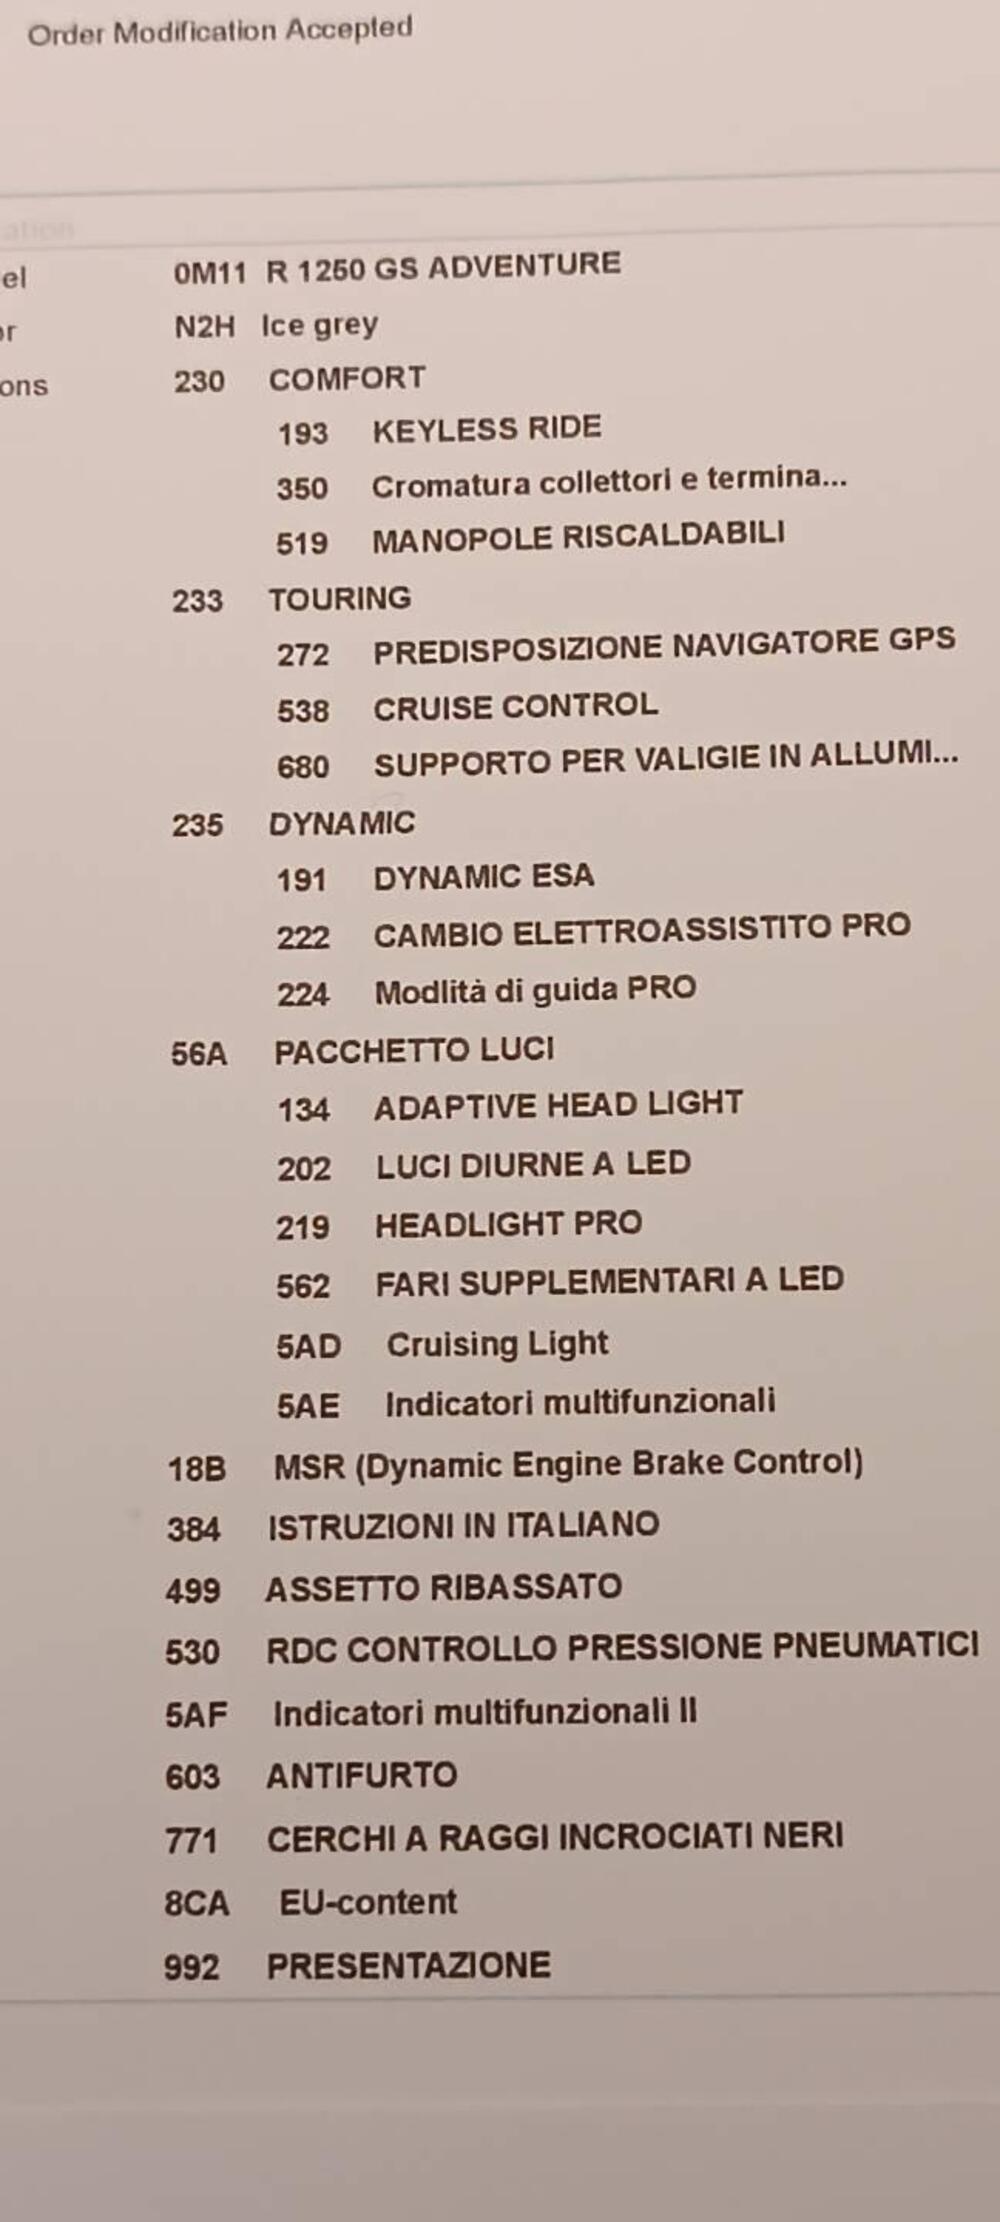 Order Modification Accepted
ation
el 0M11 R 1250 GS ADVENTURE
or N2H Ice grey
ons 230 COMFORT
193 KEYLESS RIDE
350 Cromatura collettori e termina...
519 MANOPOLE RISCALDABILI
233 TOURING
272 PREDISPOSIZIONE NAVIGATORE GPS
538 CRUISE CONTROL
680 SUPPORTO PER VALIGIE IN ALLUMI...
235 DYNAMIC
191 DYNAMIC ESA
222 CAMBIO ELETTROASSISTITO PRO
224 Modlità di guida PRO
56A PACCHETTO LUCI
134 ADAPTIVE HEAD LIGHT
202 LUCI DIURNE A LED
219 HEADLIGHT PRO
562 FARI SUPPLEMENTARI A LED
5AD Cruising Light
5AE Indicatori multifunzionali
18B MSR (Dynamic Engine Brake Control)
384 ISTRUZIONI IN ITALIANO
499 ASSETTO RIBASSATO
530 RDC CONTROLLO PRESSIONE PNEUMATICI
5AF Indicatori multifunzionali II
603 ANTIFURTO
771 CERCHI A RAGGI INCROCIATI NERI
8CA EU-content
992 PRESENTAZIONE